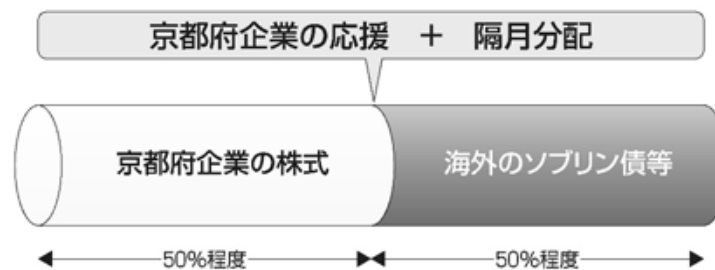 京都府企業の応援 + 隔月分配
京都府企業の株式
海外のソブリン債等
50%程度
50%程度